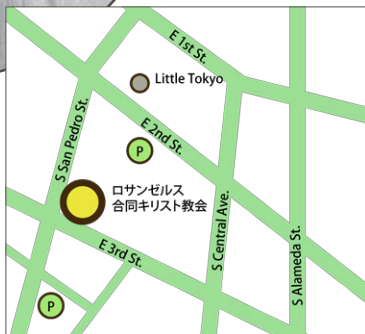 E 1st St.
Little Tokyo
S San Pedro St.
E 2nd St.
P
ロサンゼルス
合同キリスト教会
E 3rd St.
S Central Ave.
S Alameda St.
P